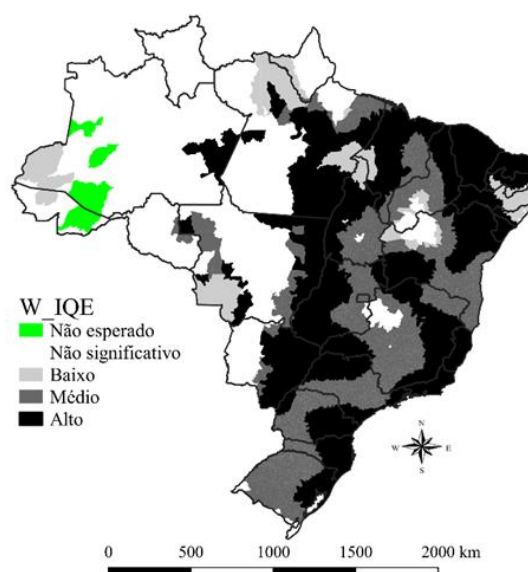 W_IQE
Não esperado
Não significativo
Baixo
Médio
Alto
N
W E
S
0 500 1000 1500 2000 km